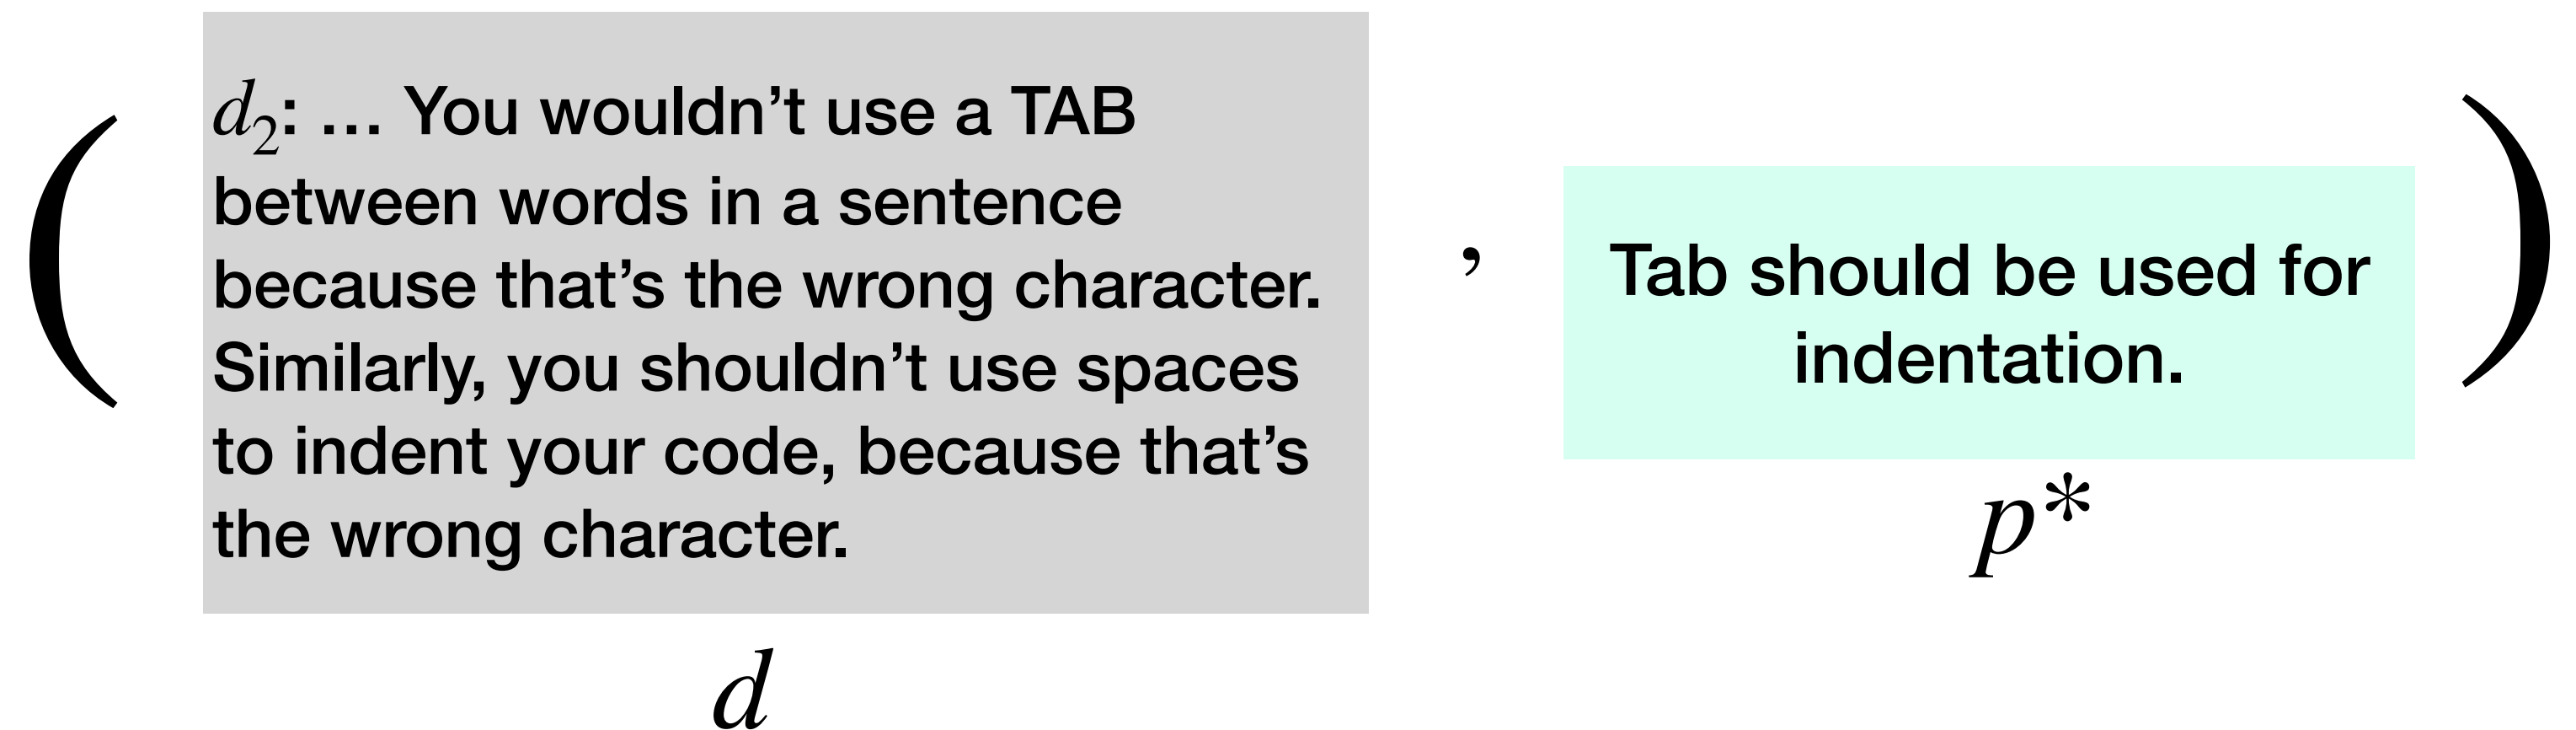 (
d₂: … You wouldn’t use a TAB
between words in a sentence
because that’s the wrong character.
Similarly, you shouldn’t use spaces
to indent your code, because that’s
the wrong character.
d
,
Tab should be used for
indentation.
p*
)